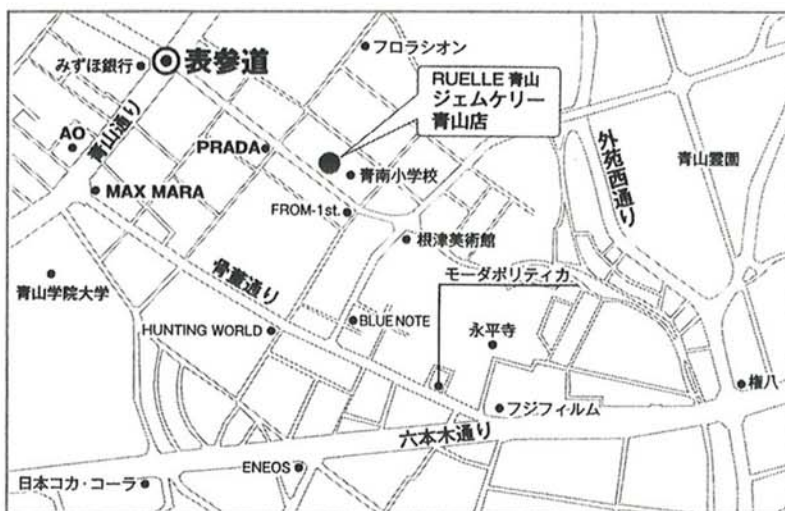 フロラシオン
みずほ銀行
表参道
RUELLE 青山
ジェムケリー
青山店
青山通り
AO
PRADA
青南小学校
外苑西通り
青山霊園
MAX MARA
FROM-1st.
根津美術館
骨董通り
モーダポリティカ
青山学院大学
HUNTING WORLD
BLUE NOTE
永平寺
権八
フジフィルム
六本木通り
ENEOS
日本コカ・コーラ